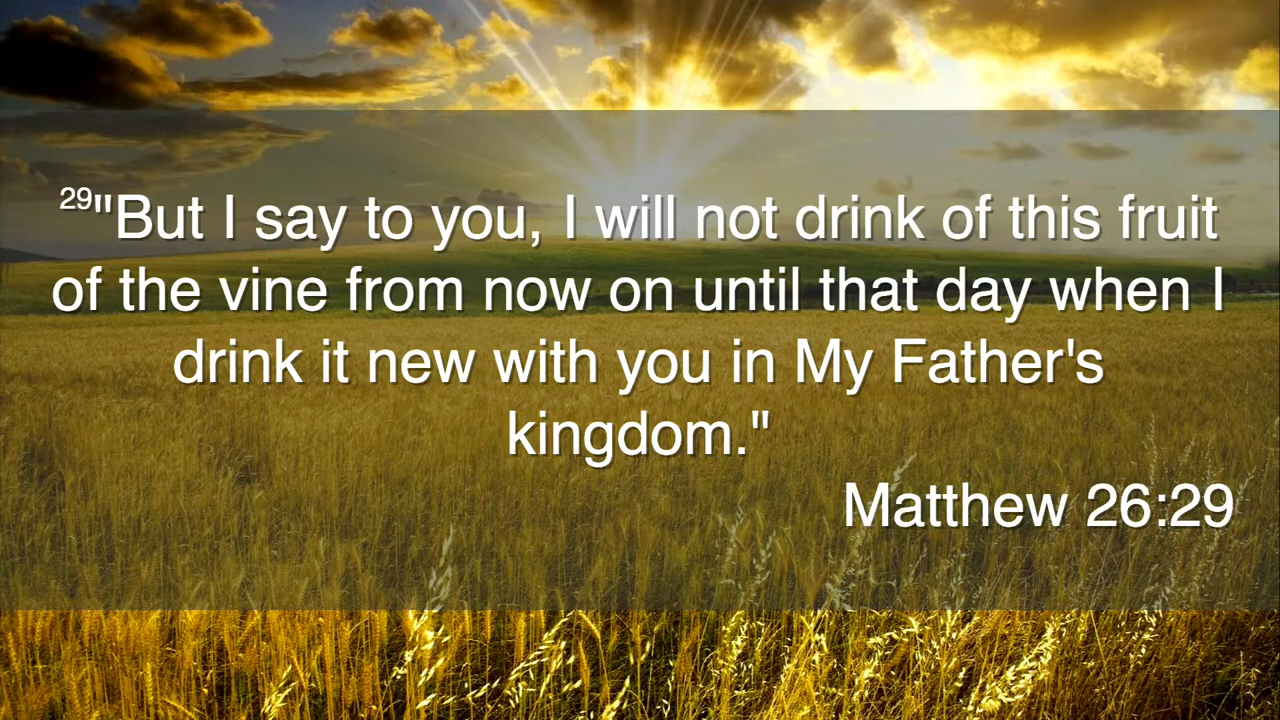 29"But I say to you, I will not drink of this fruit
of the vine from now on until that day when I
drink it new with you in My Father's
kingdom."
Matthew 26:29